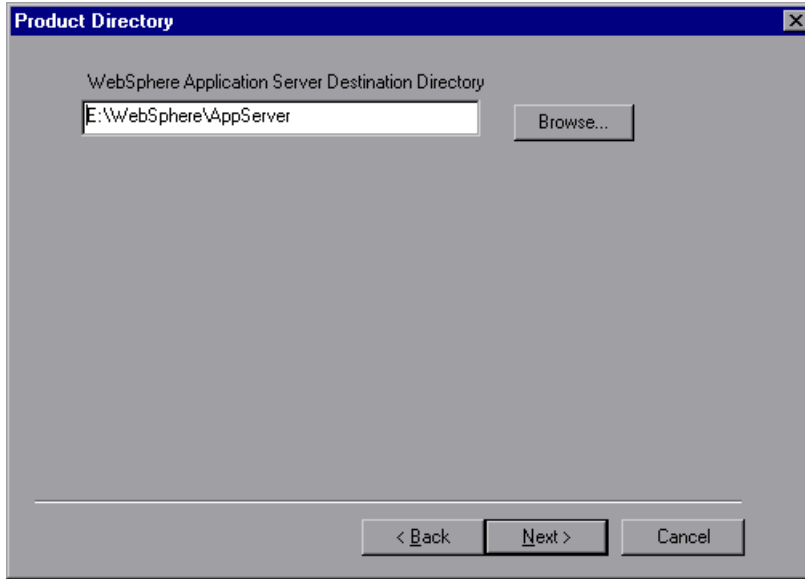 Product Directory
WebSphere Application Server Destination Directory
E:\WebSphere\AppServer
Browse...
< Back
Next >
Cancel